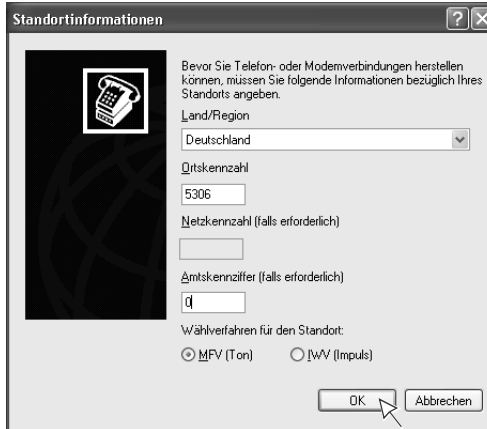 Standortinformationen
Bevor Sie Telefon- oder Modemverbindungen herstellen
können, müssen Sie folgende Informationen bezüglich Ihres
Standorts angeben.
Land/Region
Deutschland
Ortskennzahl
5306
Netzkennzahl (falls erforderlich)
Amtskennziffer (falls erforderlich)
0
Wählverfahren für den Standort:
MFV (Ton) IWV (Impuls)
OK Abbrechen